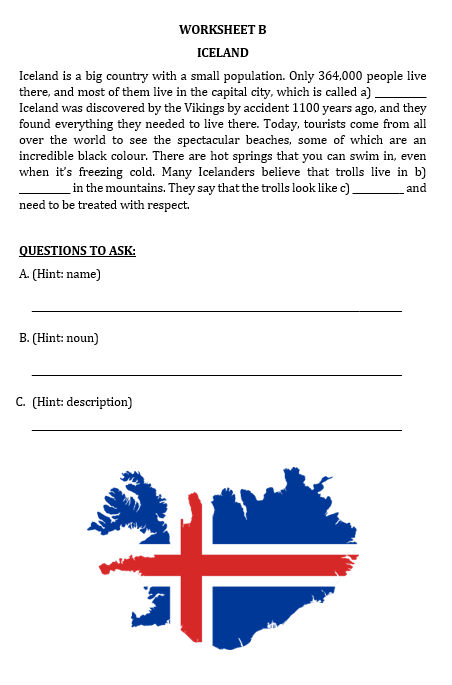 WORKSHEET B
ICELAND
Iceland is a big country with a small population. Only 364,000 people live
there, and most of them live in the capital city, which is called a) _________
Iceland was discovered by the Vikings by accident 1100 years ago, and they
found everything they needed to live there. Today, tourists come from all
over the world to see the spectacular beaches, some of which are an
incredible black colour. There are hot springs that you can swim in, even
when it's freezing cold. Many Icelanders believe that trolls live in b)
_________ in the mountains. They say that the trolls look like c) _________ and
need to be treated with respect.
QUESTIONS TO ASK:
A. (Hint: name)
B. (Hint: noun)
C. (Hint: description)